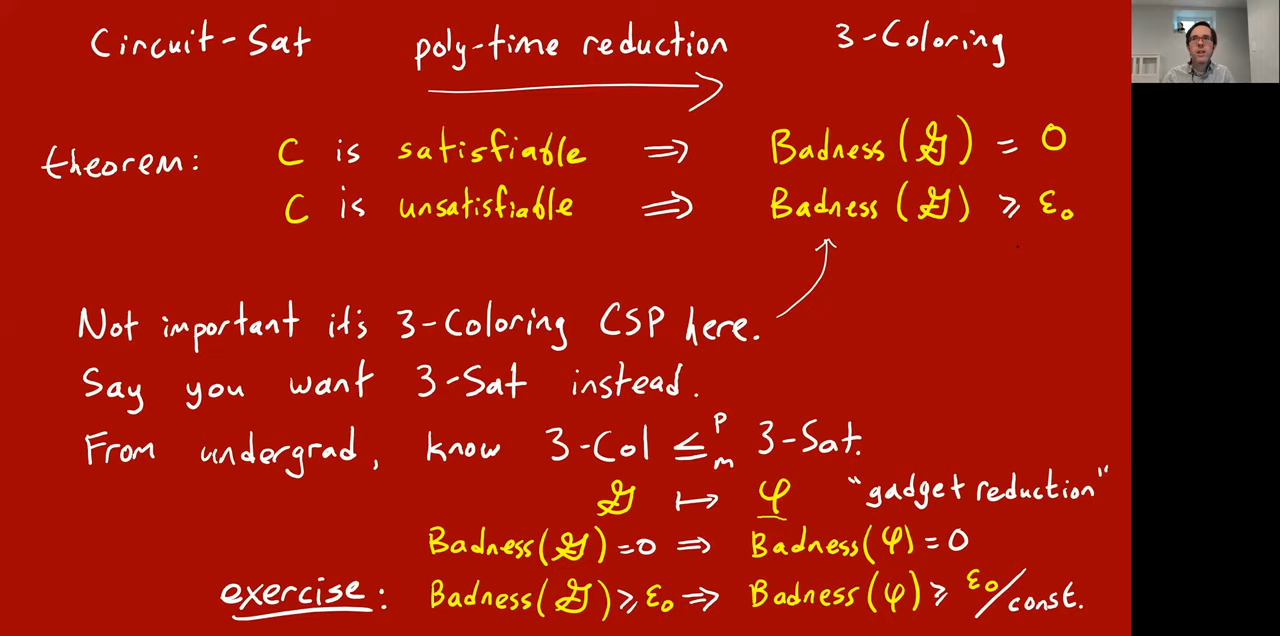 Circuit-Sat poly-time reduction 3-Coloring
theorem: C is satisfiable ⇒ Badness(𝒢) = 0
C is unsatisfiable ⇒ Badness(𝒢) ≥ ε₀
Not important it's 3-Coloring CSP here.
Say you want 3-Sat instead.
From undergrad, know 3-Col ≤ᵖₘ 3-Sat.
𝒢 ↦ φ "gadget reduction"
Badness(𝒢)=0 ⇒ Badness(φ) = 0
exercise: Badness(𝒢) ≥ ε₀ ⇒ Badness(φ) ≥ ε₀/const.